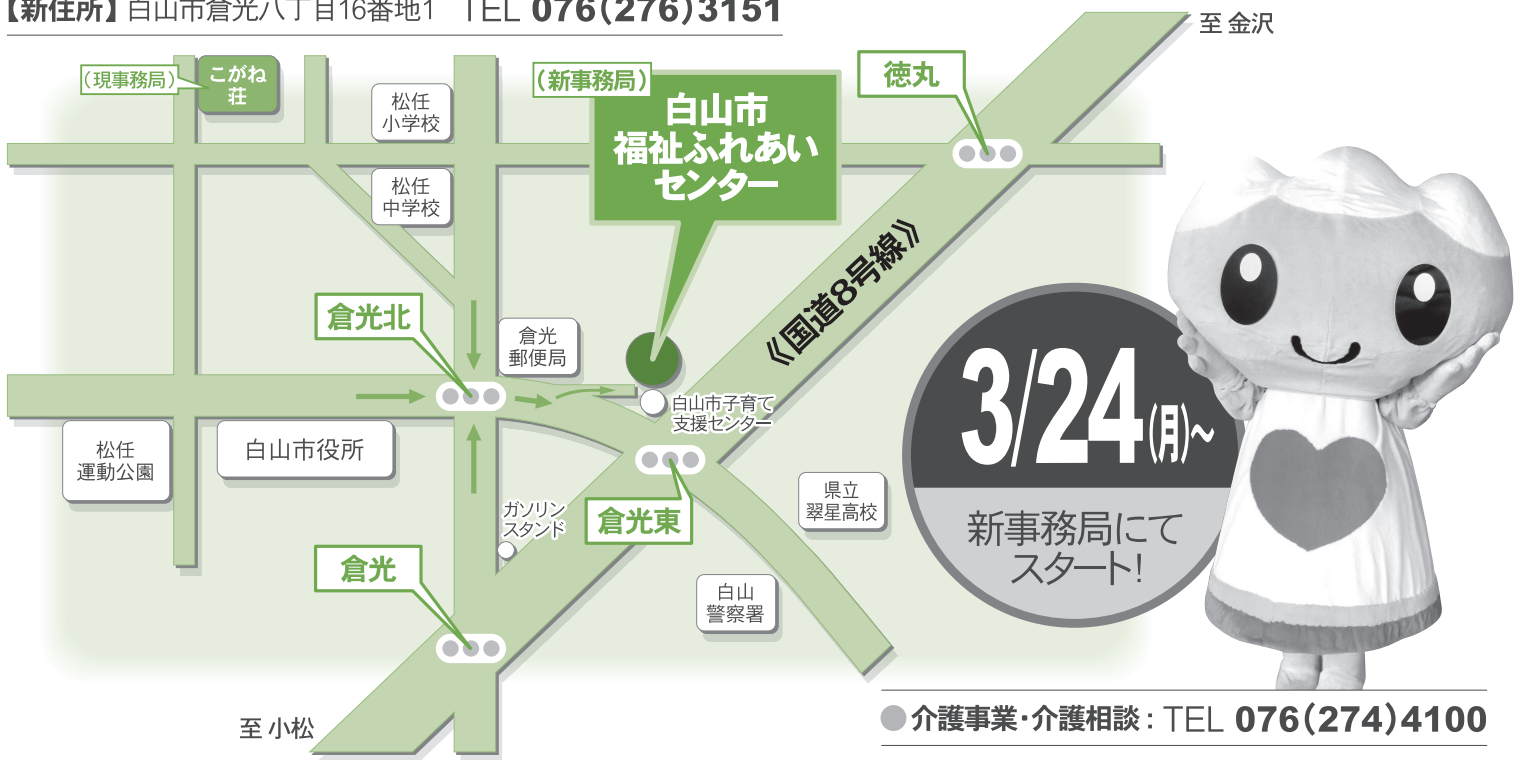 【新住所】 白山市倉光八丁目16番地1 TEL 076(276)3151
至 金沢
(現事務局)
こがね
荘
松任
小学校
(新事務局)
白山市
福祉ふれあい
センター
徳丸
松任
中学校
《国道8号線》
倉光北
倉光
郵便局
白山市子育て
支援センター
3/24(月)~
新事務局にて
スタート!
松任
運動公園
白山市役所
ガソリン
スタンド
倉光東
県立
翠星高校
倉光
白山
警察署
至 小松
●介護事業・介護相談: TEL 076(274)4100